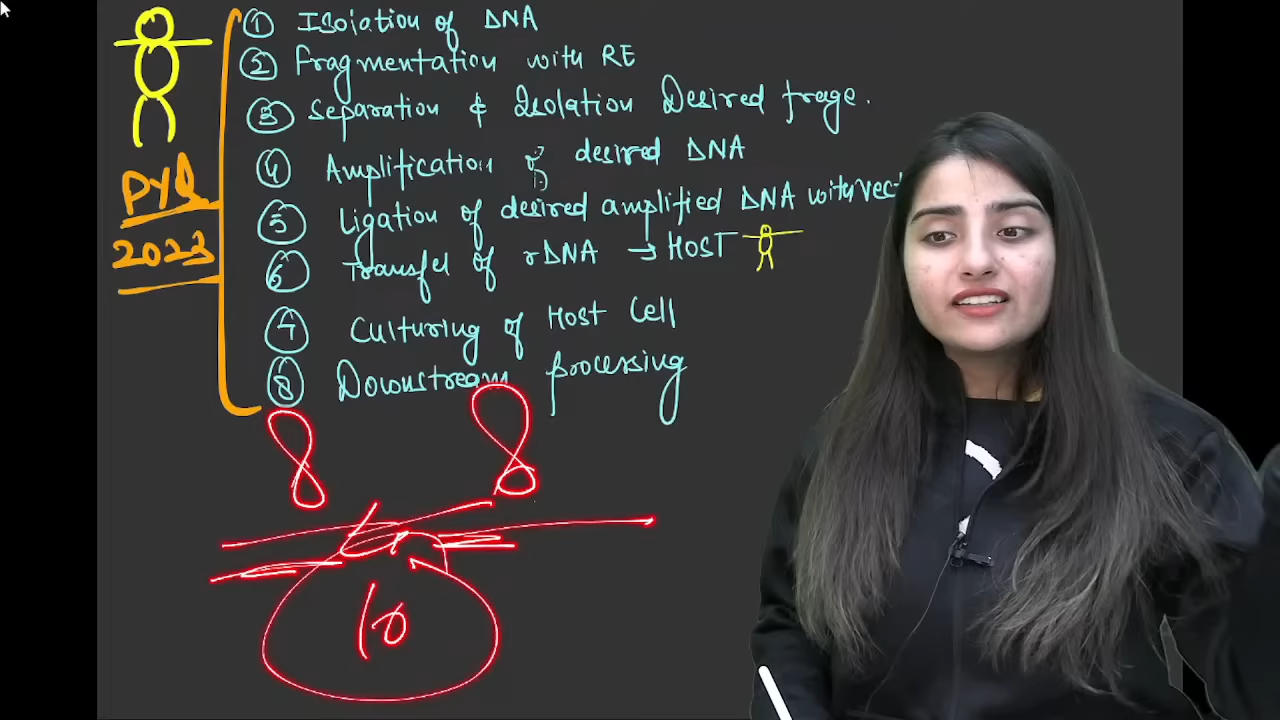 ① Isolation of DNA
② Fragmentation with RE
③ Separation & Isolation Desired frage.
④ Amplification of desired DNA
⑤ Ligation of desired amplified DNA with vect
⑥ Transfer of rDNA → HOST
⑦ Culturing of Host Cell
⑧ Downstream processing
PYQ
2023
8 8
10